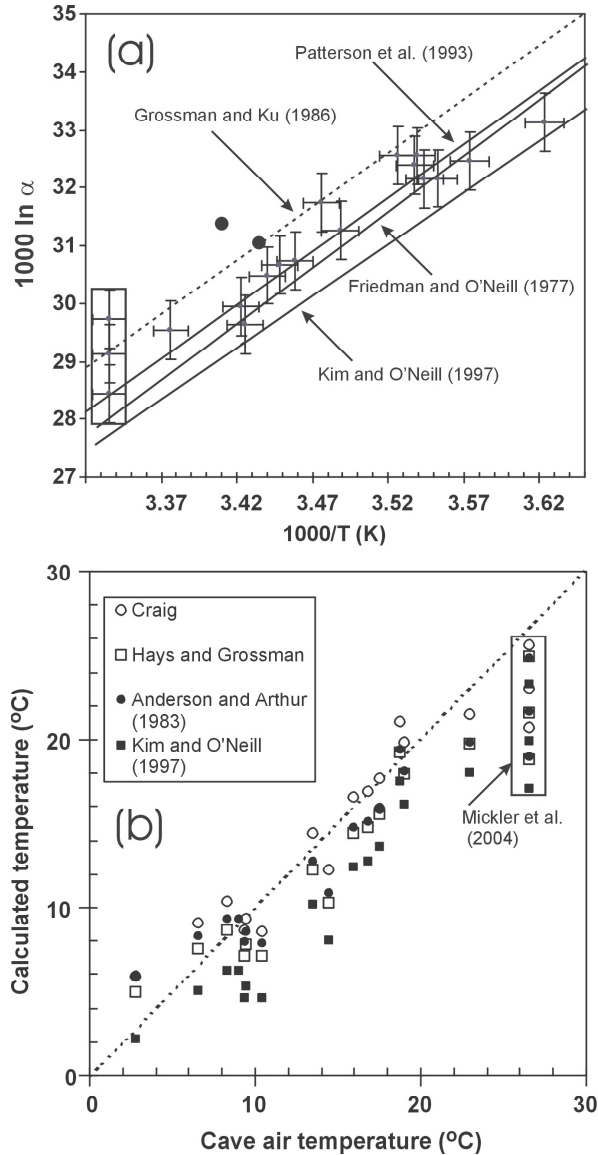 35
(a)
Patterson et al. (1993)
34
Grossman and Ku (1986)
33
32
1000 ln α
31
Friedman and O'Neill (1977)
30
29
Kim and O'Neill (1997)
28
27
3.37 3.42 3.47 3.52 3.57 3.62
1000/T (K)
30
Craig
Hays and Grossman
Anderson and Arthur
(1983)
Kim and O'Neill
(1997)
20
Calculated temperature (ºC)
(b)
Mickler et al.
(2004)
10
0
0 10 20 30
Cave air temperature (ºC)